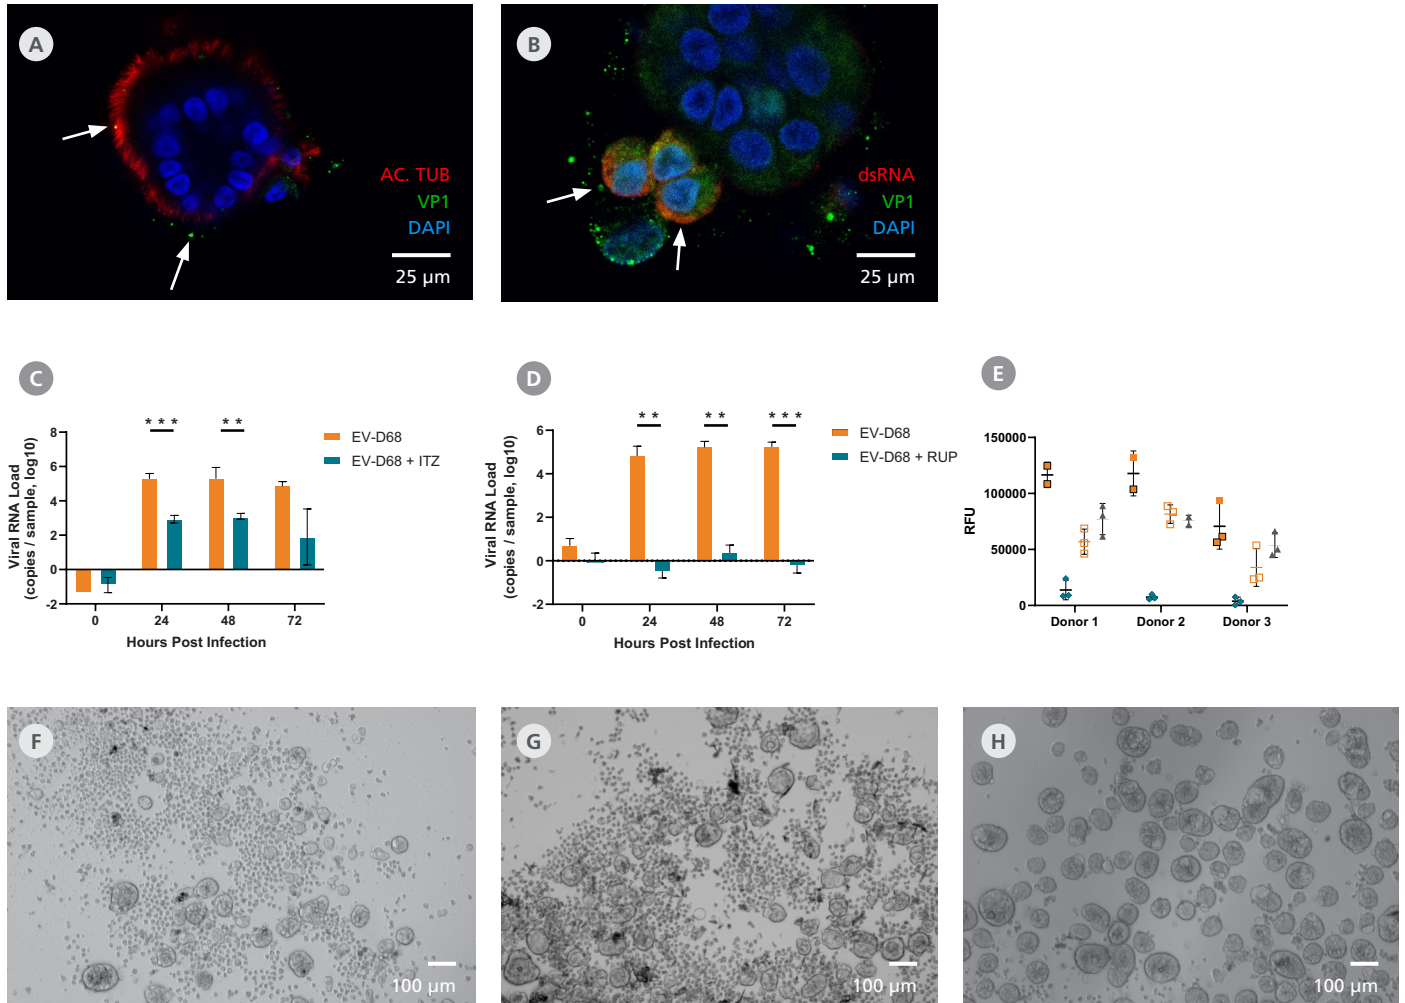 A
AC. TUB
VP1
DAPI
25 µm
B
dsRNA
VP1
DAPI
25 µm
C
Viral RNA Load
(copies / sample, log10)
8
6
4
2
0
-2
* * *
* *
EV-D68
EV-D68 + ITZ
0 24 48 72
Hours Post Infection
D
Viral RNA Load
(copies / sample, log10)
6
4
2
0
-2
* *
* *
* * *
EV-D68
EV-D68 + RUP
0 24 48 72
Hours Post Infection
E
RFU
150000
100000
50000
0
Donor 1 Donor 2 Donor 3
F
100 µm
G
100 µm
H
100 µm